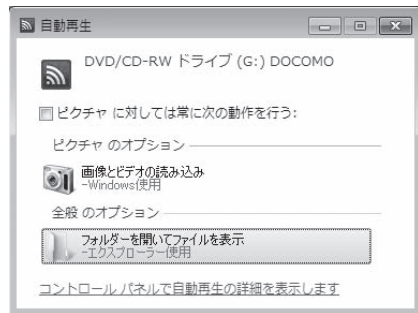 自動再生
DVD/CD-RW ドライブ (G:) DOCOMO
ピクチャ に対しては常に次の動作を行う:
ピクチャ のオプション
画像とビデオの読み込み
-Windows使用
全般 のオプション
フォルダーを開いてファイルを表示
-エクスプローラー使用
コントロール パネルで自動再生の詳細を表示します